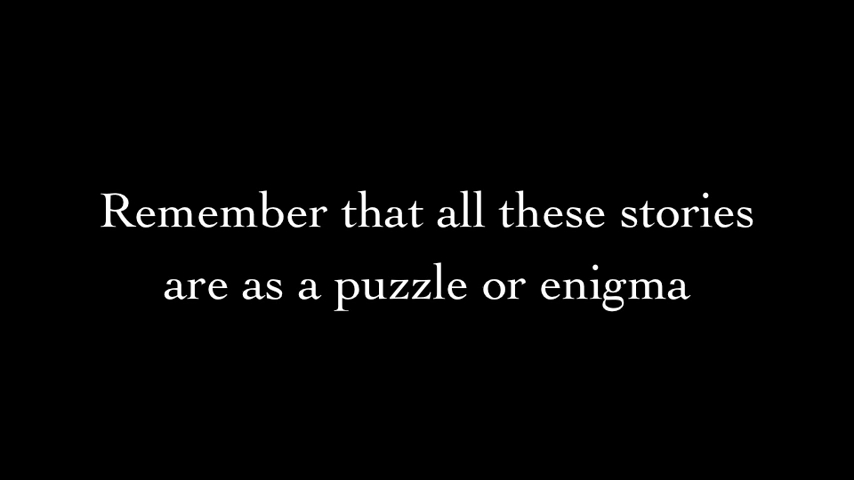 Remember that all these stories
are as a puzzle or enigma